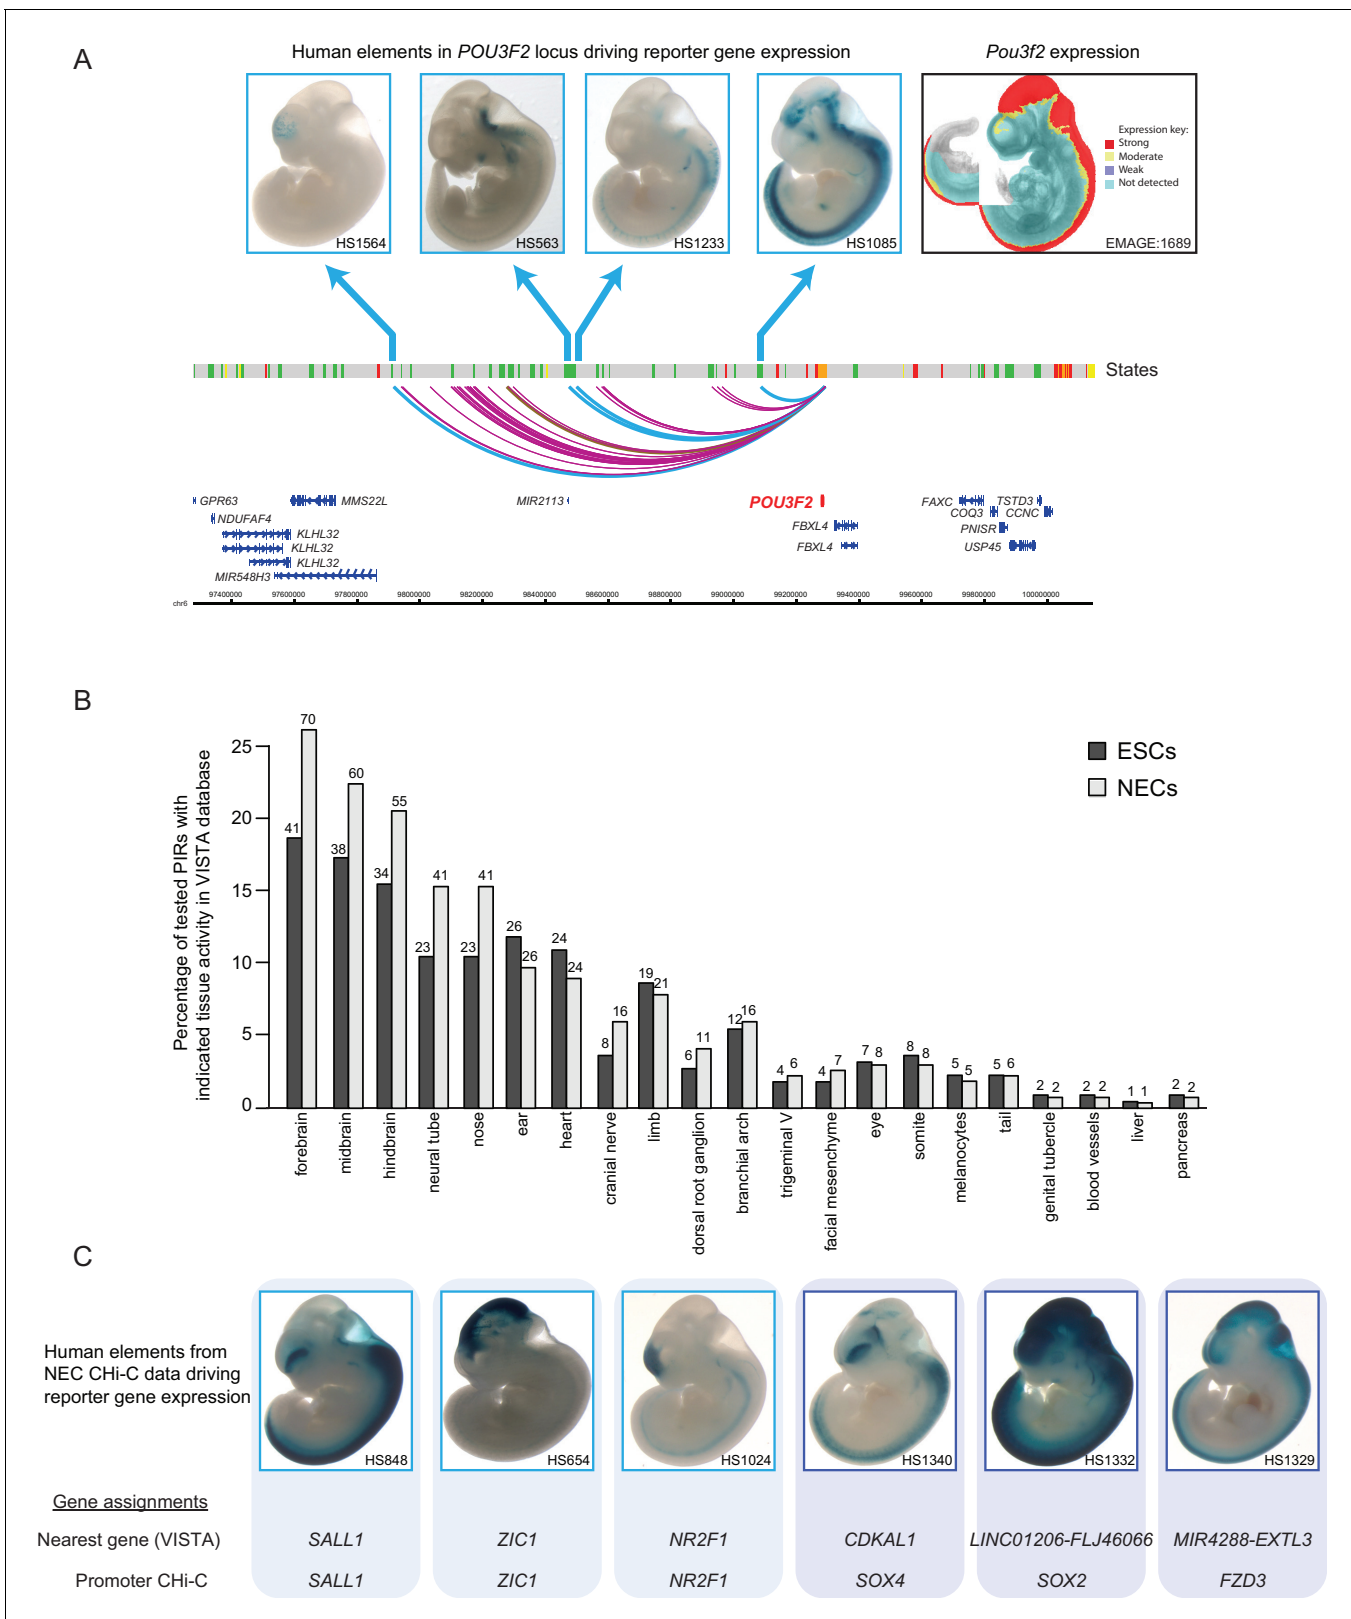 A
Human elements in POU3F2 locus driving reporter gene expression
Pou3f2 expression
HS1564
HS563
HS1233
HS1085
Expression key:
Strong
Moderate
Weak
Not detected
EMAGE:1689
States
GPR63
MMS22L
MIR2113
POU3F2
FAXC
TSTD3
NDUFAF4
COQ3
CCNC
KLHL32
FBXL4
PNISR
KLHL32
FBXL4
USP45
KLHL32
MIR548H3
chr6
97400000 97600000 97800000 98000000 98200000 98400000 98600000 98800000 99000000 99200000 99400000 99600000 99800000 100000000
B
Percentage of tested PIRs with
indicated tissue activity in VISTA database
25
20
15
10
5
0
ESCs
NECs
41 70 38 60 34 55 23 41 23 41 26 26 24 24 8 16 19 21 6 11 12 16 4 6 4 7 7 8 8 8 5 5 5 6 2 2 2 2 1 1 2 2
forebrain
midbrain
hindbrain
neural tube
nose
ear
heart
cranial nerve
limb
dorsal root ganglion
branchial arch
trigeminal V
facial mesenchyme
eye
somite
melanocytes
tail
genital tubercle
blood vessels
liver
pancreas
C
Human elements from
NEC CHi-C data driving
reporter gene expression
HS848
HS654
HS1024
HS1340
HS1332
HS1329
Gene assignments
Nearest gene (VISTA) SALL1 ZIC1 NR2F1 CDKAL1 LINC01206-FLJ46066 MIR4288-EXTL3
Promoter CHi-C SALL1 ZIC1 NR2F1 SOX4 SOX2 FZD3